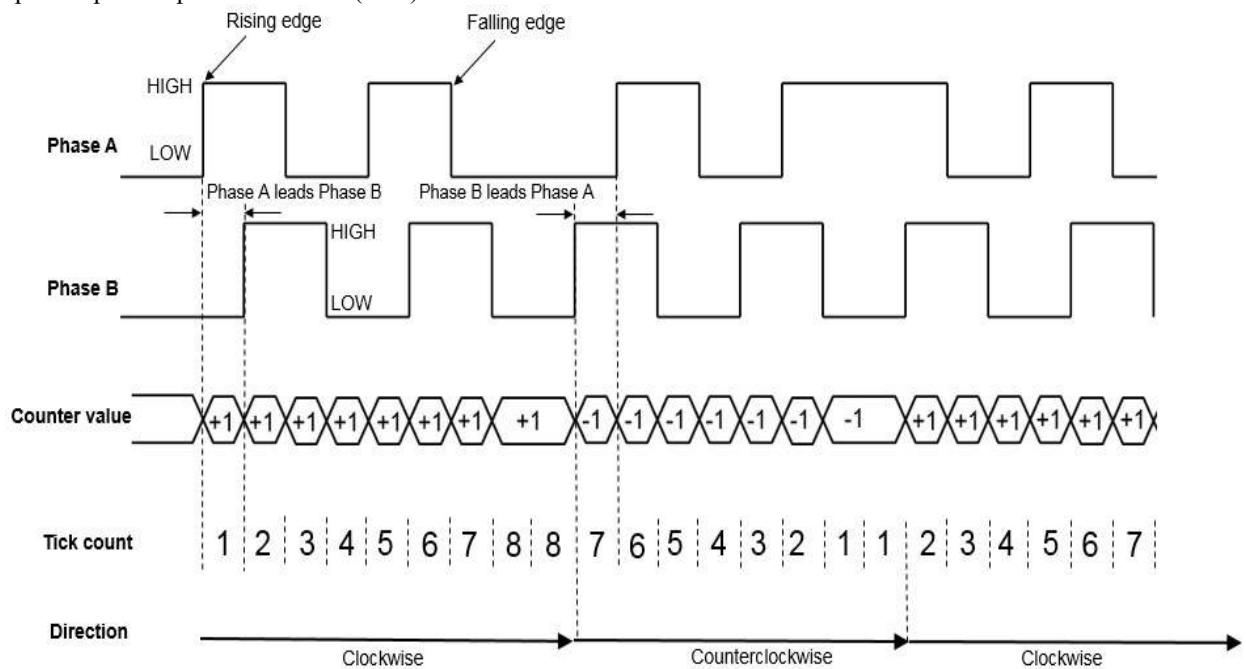 Rising edge
Falling edge
HIGH
Phase A
LOW
Phase A leads Phase B
Phase B leads Phase A
HIGH
Phase B
LOW
Counter value +1 +1 +1 +1 +1 +1 +1 +1 -1 -1 -1 -1 -1 -1 -1 +1 +1 +1 +1 +1 +1
Tick count 1 2 3 4 5 6 7 8 8 7 6 5 4 3 2 1 1 2 3 4 5 6 7
Direction
Clockwise Counterclockwise Clockwise